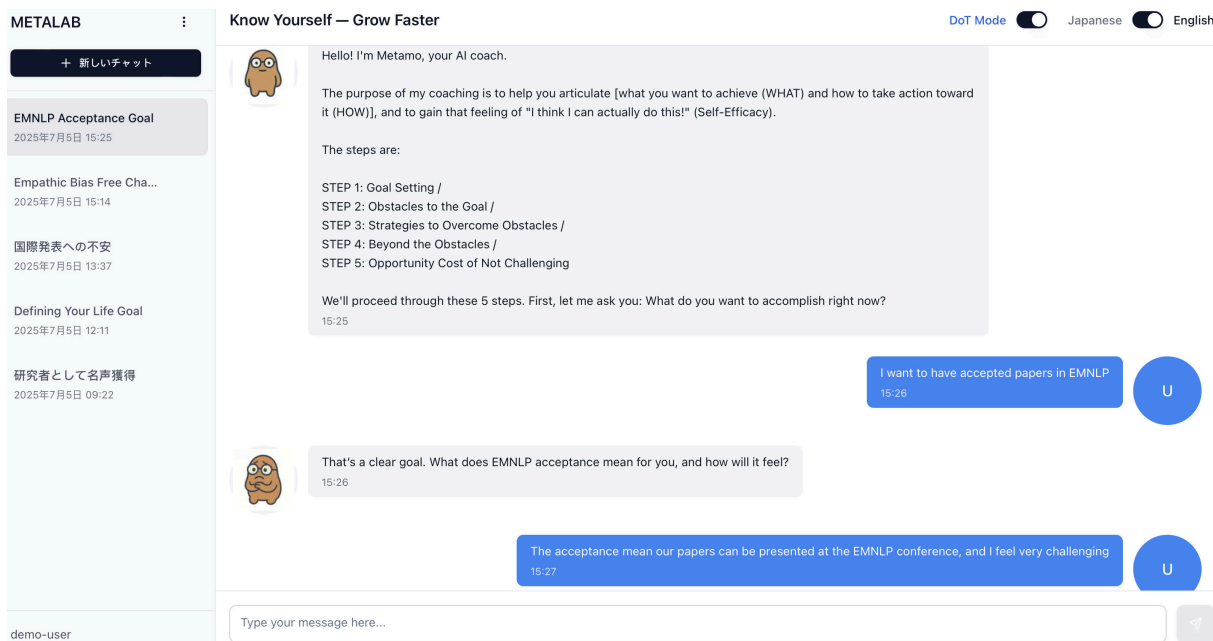 METALAB
⋮
+ 新しいチャット
EMNLP Acceptance Goal
2025年7月5日 15:25
Empathic Bias Free Cha...
2025年7月5日 15:14
国際発表への不安
2025年7月5日 13:37
Defining Your Life Goal
2025年7月5日 12:11
研究者として名声獲得
2025年7月5日 09:22
demo-user
Know Yourself — Grow Faster
DoT Mode
Japanese
English
Hello! I'm Metamo, your AI coach.
The purpose of my coaching is to help you articulate [what you want to achieve (WHAT) and how to take action toward
it (HOW)], and to gain that feeling of "I think I can actually do this!" (Self-Efficacy).
The steps are:
STEP 1: Goal Setting /
STEP 2: Obstacles to the Goal /
STEP 3: Strategies to Overcome Obstacles /
STEP 4: Beyond the Obstacles /
STEP 5: Opportunity Cost of Not Challenging
We'll proceed through these 5 steps. First, let me ask you: What do you want to accomplish right now?
15:25
I want to have accepted papers in EMNLP
15:26
U
That's a clear goal. What does EMNLP acceptance mean for you, and how will it feel?
15:26
The acceptance mean our papers can be presented at the EMNLP conference, and I feel very challenging
15:27
U
Type your message here...